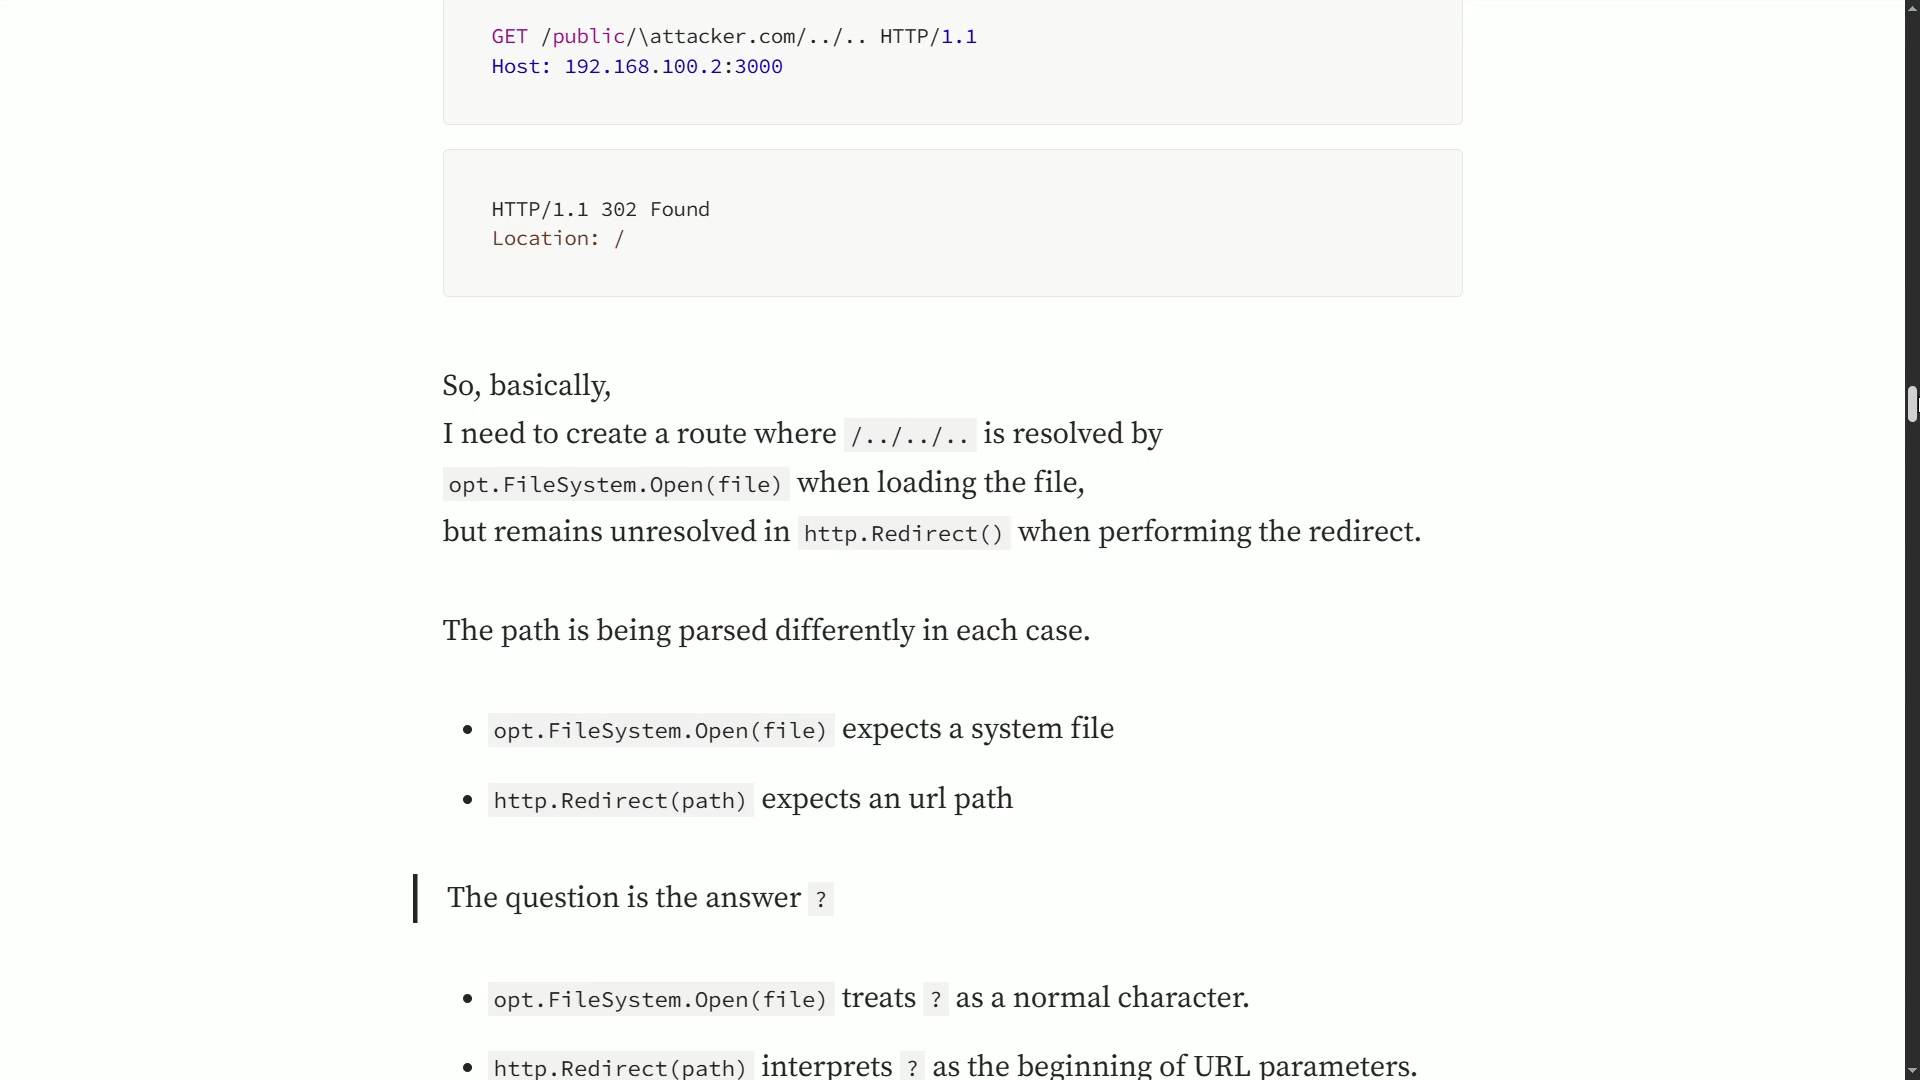 GET /public/\attacker.com/../.. HTTP/1.1
Host: 192.168.100.2:3000
HTTP/1.1 302 Found
Location: /
So, basically,
I need to create a route where /../../.. is resolved by
opt.FileSystem.Open(file) when loading the file,
but remains unresolved in http.Redirect() when performing the redirect.
The path is being parsed differently in each case.
• opt.FileSystem.Open(file) expects a system file
• http.Redirect(path) expects an url path
The question is the answer ?
• opt.FileSystem.Open(file) treats ? as a normal character.
• http.Redirect(path) interprets ? as the beginning of URL parameters.